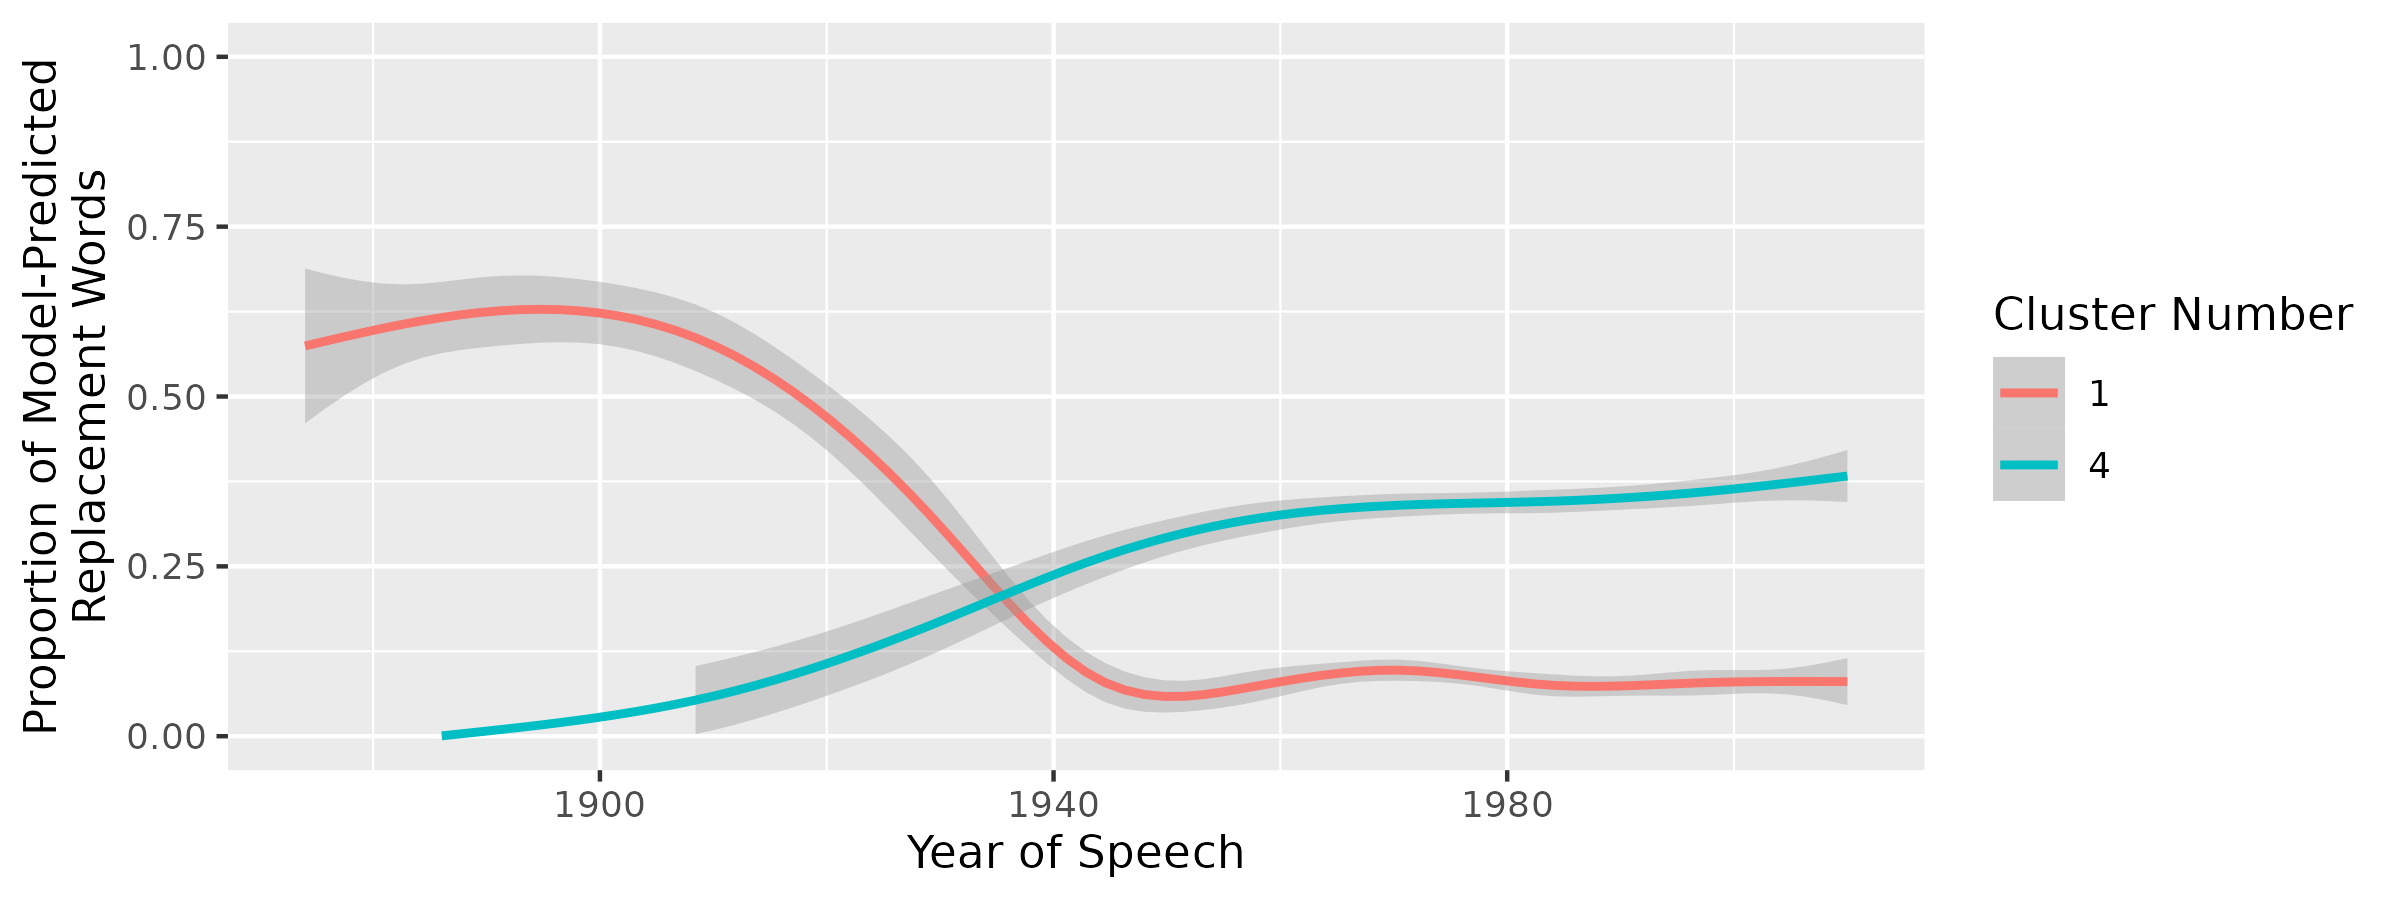 Proportion of Model-Predicted
Replacement Words
1.00
0.75
0.50
0.25
0.00
1900
1940
1980
Year of Speech
Cluster Number
1
4